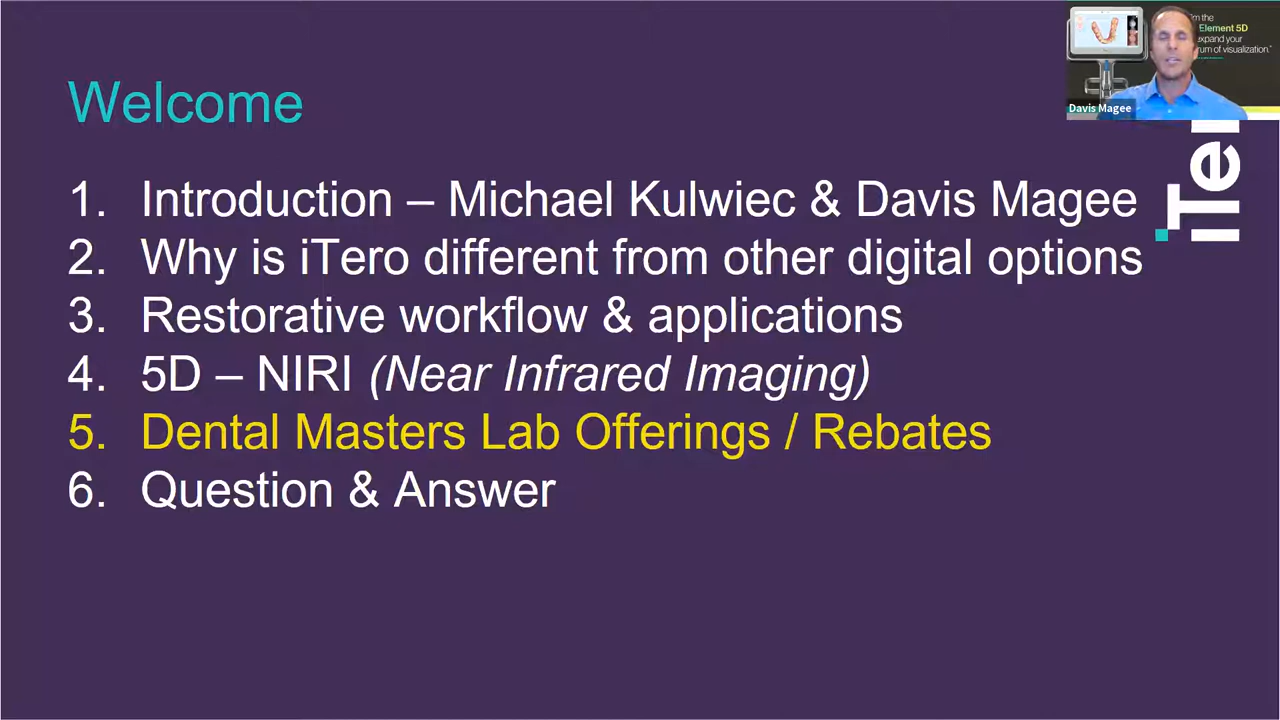 Welcome
1. Introduction – Michael Kulwiec & Davis Magee
2. Why is iTero different from other digital options
3. Restorative workflow & applications
4. 5D – NIRI (Near Infrared Imaging)
5. Dental Masters Lab Offerings / Rebates
6. Question & Answer
the
Element 5D
expand your
of visualization."
Davis Magee
iTer